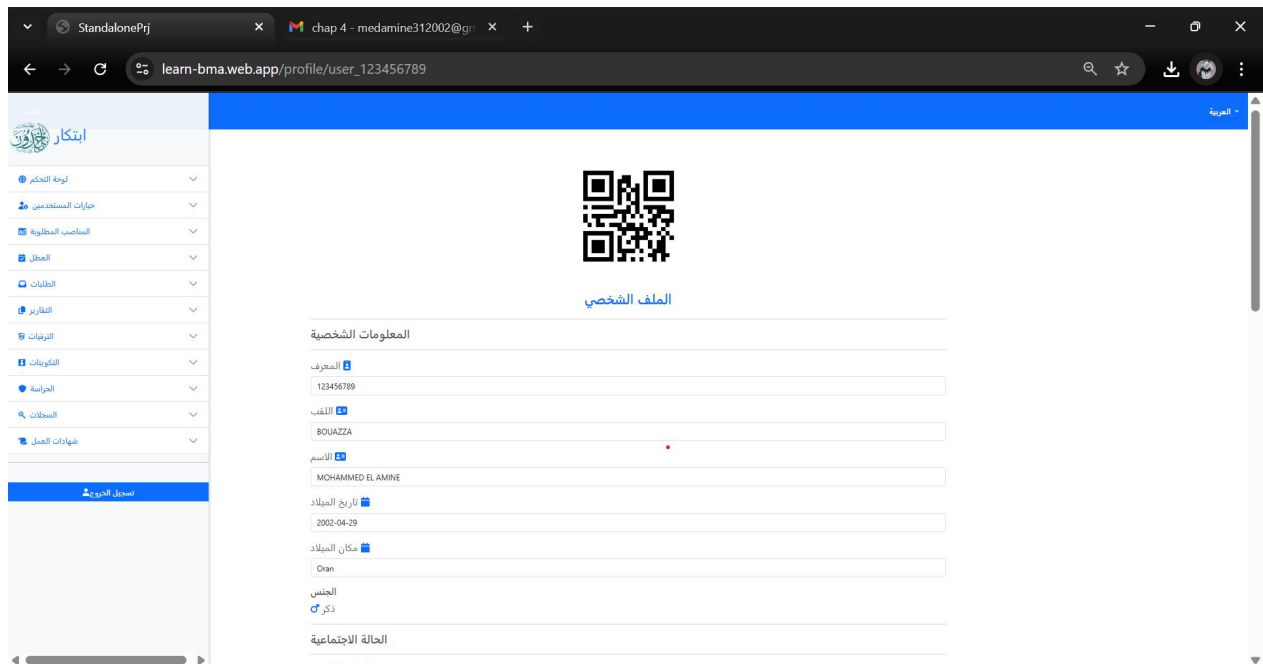 StandalonePrj
chap 4 - medamine312002@gm
learn-bma.web.app/profile/user_123456789
العربية
ابتكار
لوحة التحكم
خيارات المستخدمين
المناصب المطلوبة
العطل
الطلبات
التقارير
الترقيات
التكوينات
الحراسة
السجلات
شهادات العمل
تسجيل الخروج
الملف الشخصي
المعلومات الشخصية
المعرف
123456789
اللقب
BOUAZZA
الاسم
MOHAMMED EL AMINE
تاريخ الميلاد
2002-04-29
مكان الميلاد
Oran
الجنس
ذكر
الحالة الاجتماعية